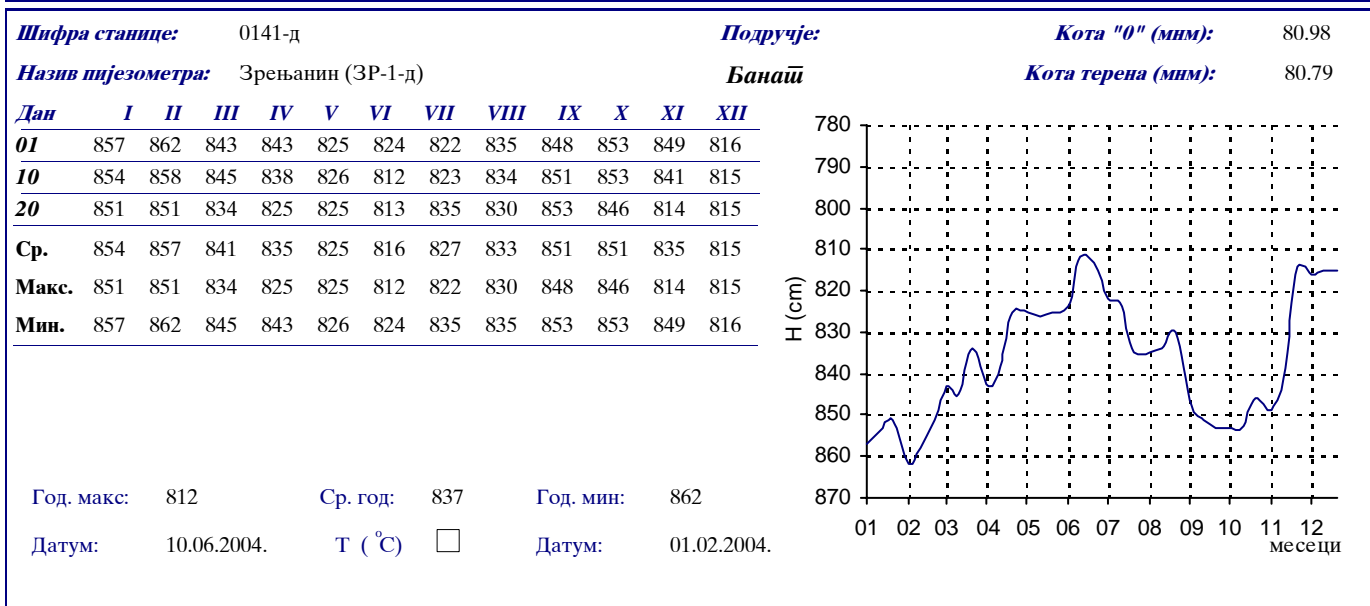 Шифра станице: 0141-д Подручје: Кота "0" (мнм): 80.98
Назив пијезометра: Зрењанин (ЗР-1-д) Банат Кота терена (мнм): 80.79
Дан I II III IV V VI VII VIII IX X XI XII
01 857 862 843 843 825 824 822 835 848 853 849 816
10 854 858 845 838 826 812 823 834 851 853 841 815
20 851 851 834 825 825 813 835 830 853 846 814 815
Ср. 854 857 841 835 825 816 827 833 851 851 835 815
Макс. 851 851 834 825 825 812 822 830 848 846 814 815
Мин. 857 862 845 843 826 824 835 835 853 853 849 816
Год. макс: 812 Ср. год: 837 Год. мин: 862
Датум: 10.06.2004. Т (°C) Датум: 01.02.2004.
780
790
800
810
820
830
840
850
860
870
H (cm)
01 02 03 04 05 06 07 08 09 10 11 12
месеци